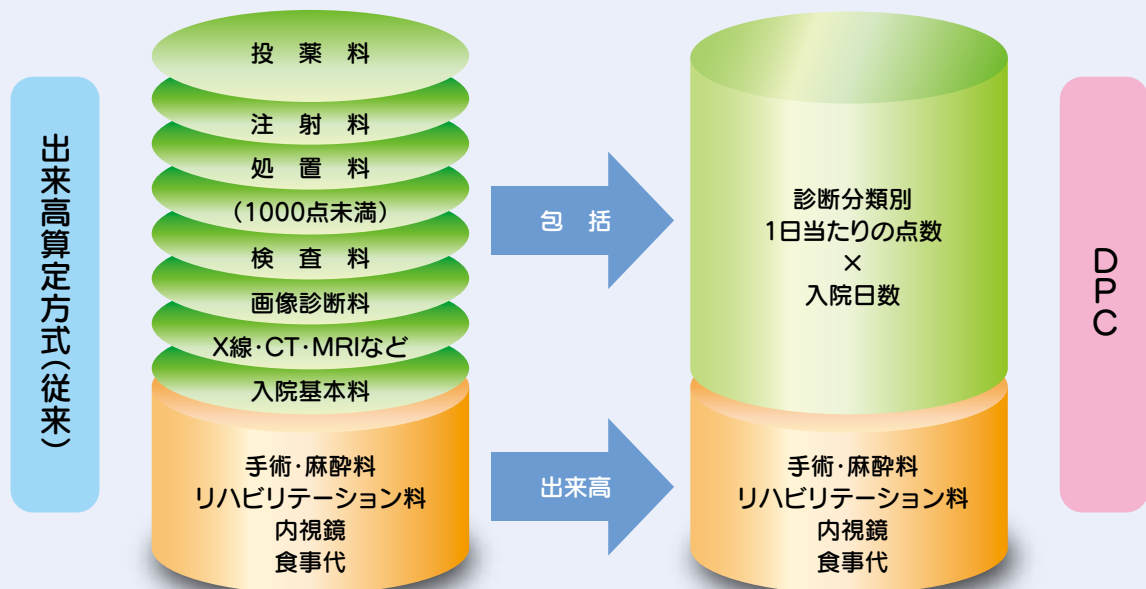 出来高算定方式(従来)
投薬料
注射料
処置料
(1000点未満)
検査料
画像診断料
X線・CT・MRIなど
入院基本料
手術・麻酔料
リハビリテーション料
内視鏡
食事代
包括
出来高
診断分類別
1日当たりの点数
×
入院日数
手術・麻酔料
リハビリテーション料
内視鏡
食事代
DPC